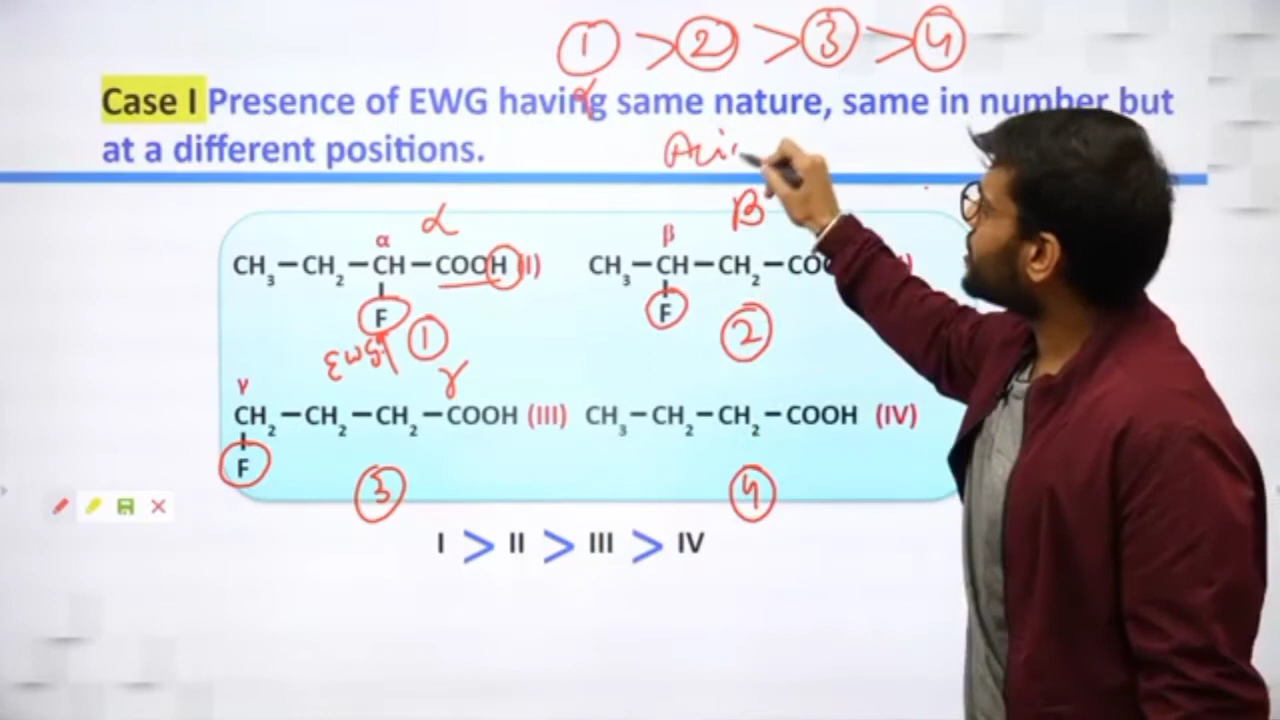 ① > ② > ③ > ④
Case I Presence of EWG having same nature, same in number but
α
at a different positions.
Aci
α β
α β
CH₃–CH₂–CH–COOH (I) CH₃–CH–CH₂–
F F
EWG ① ②
γ γ
CH₂–CH₂–CH₂–COOH (III) CH₃–CH₂–CH₂–COOH (IV)
F
③ ④
I > II > III > IV